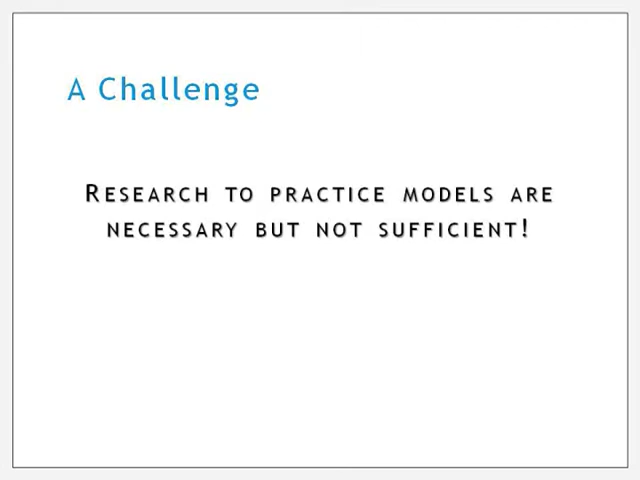 A Challenge
RESEARCH TO PRACTICE MODELS ARE
NECESSARY BUT NOT SUFFICIENT!